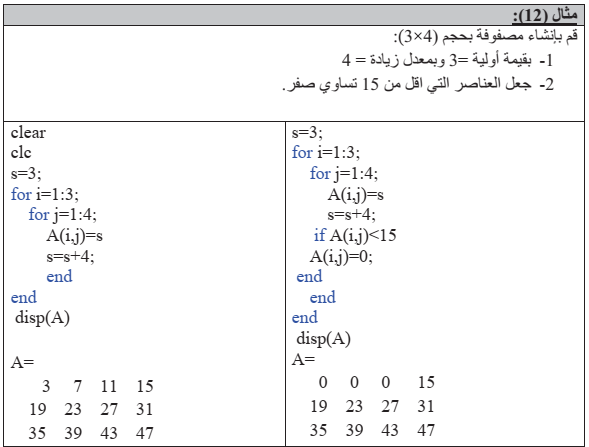 مثال (12):
قم بإنشاء مصفوفة بحجم (4×3):
1- بقيمة أولية =3 وبمعدل زيادة = 4
2- جعل العناصر التي اقل من 15 تساوي صفر.
clear
clc
s=3;
for i=1:3;
for j=1:4;
A(i,j)=s
s=s+4;
end
end
disp(A)
A=
3 7 11 15
19 23 27 31
35 39 43 47
s=3;
for i=1:3;
for j=1:4;
A(i,j)=s
s=s+4;
if A(i,j)<15
A(i,j)=0;
end
end
end
disp(A)
A=
0 0 0 15
19 23 27 31
35 39 43 47